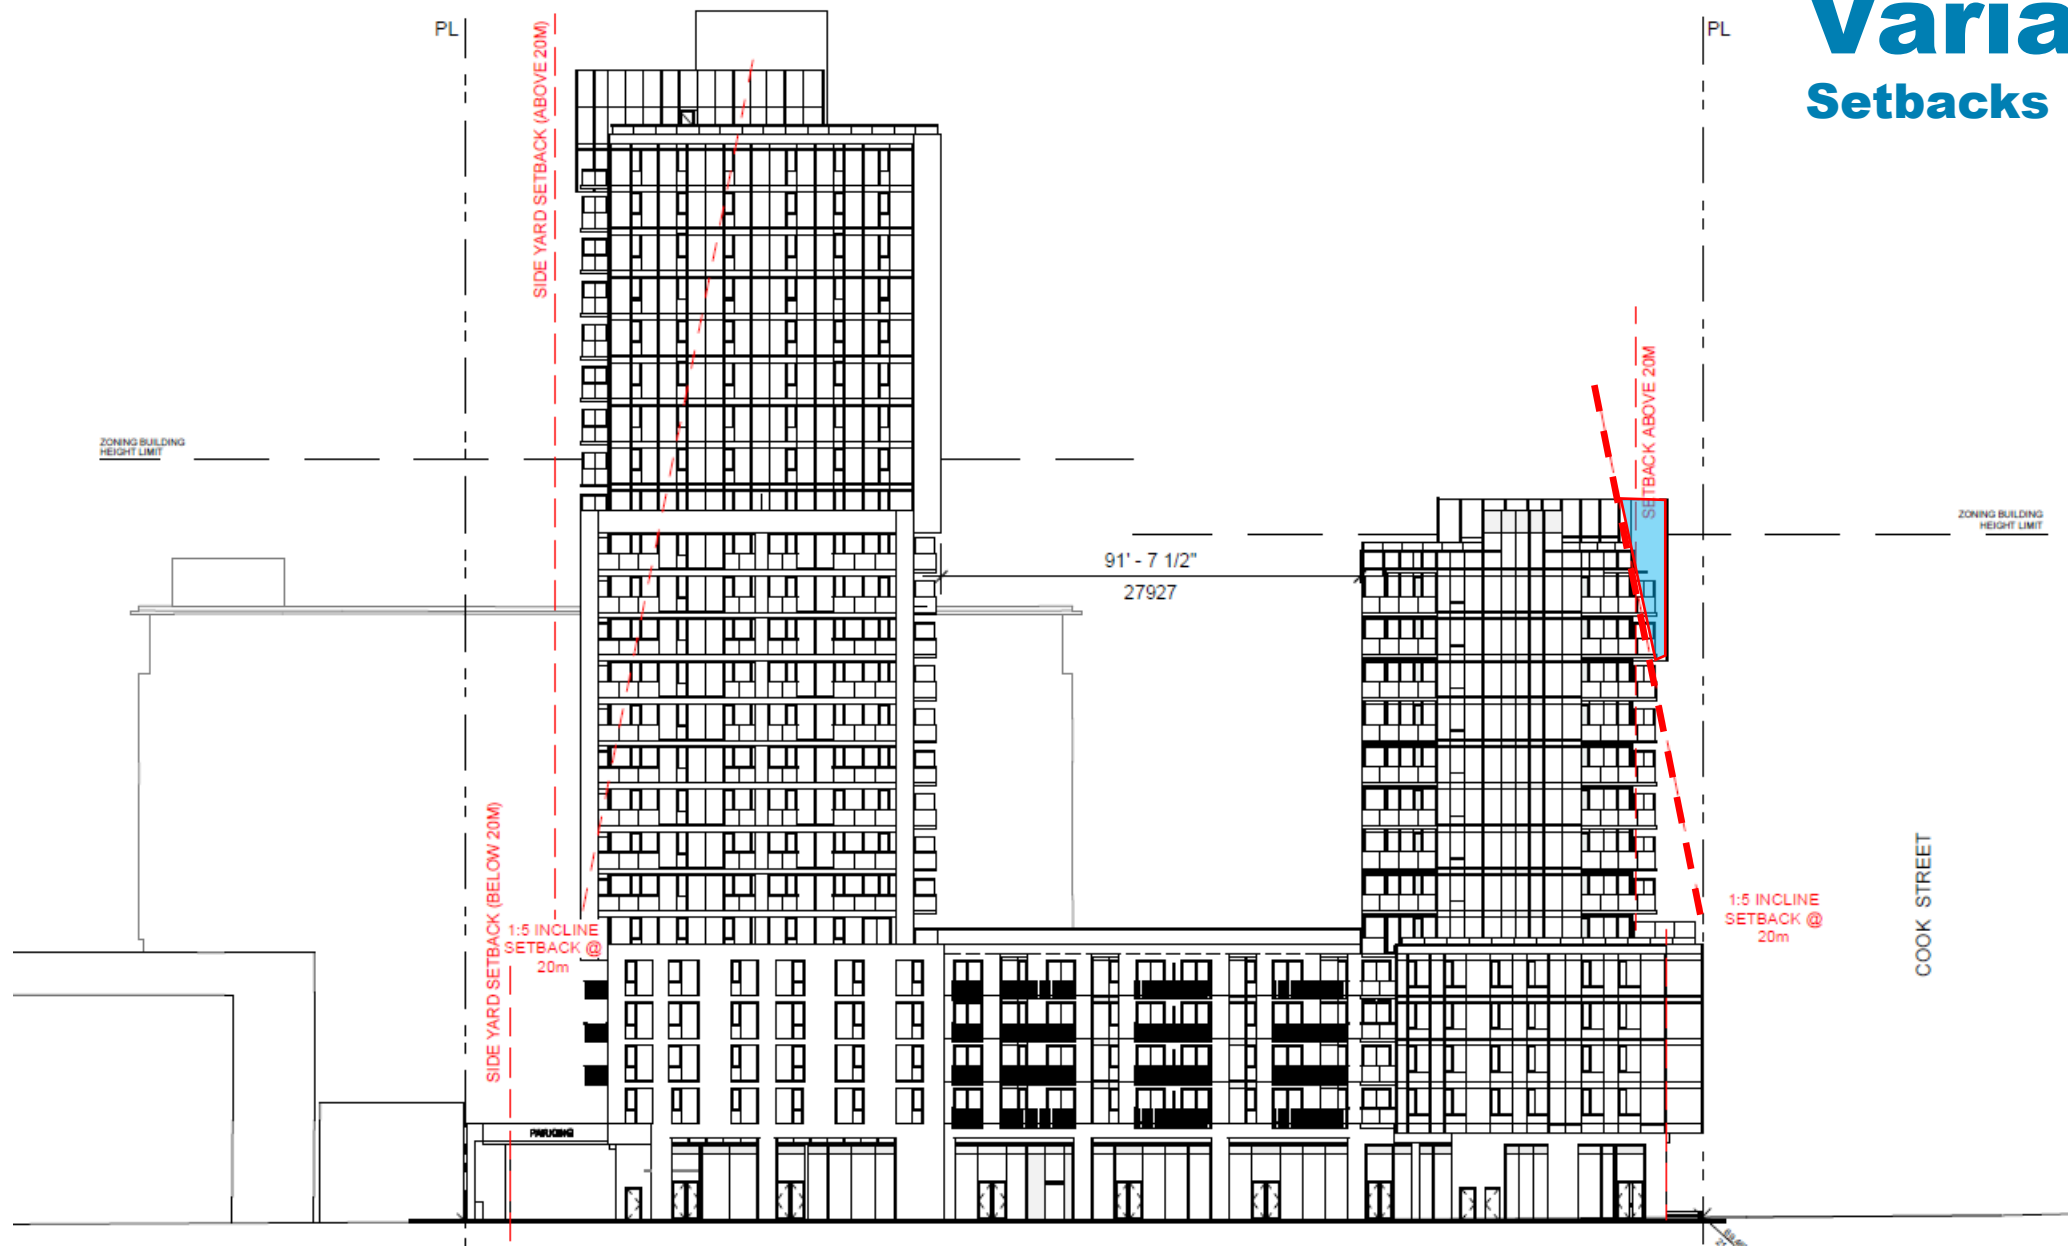 Varia
Setbacks
PL
PL
SIDE YARD SETBACK (ABOVE 20M)
SETBACK ABOVE 20M
ZONING BUILDING
HEIGHT LIMIT
ZONING BUILDING
HEIGHT LIMIT
91' - 7 1/2"
27927
SIDE YARD SETBACK (BELOW 20M)
1:5 INCLINE
SETBACK @
20m
1:5 INCLINE
SETBACK @
20m
COOK STREET
PARKING